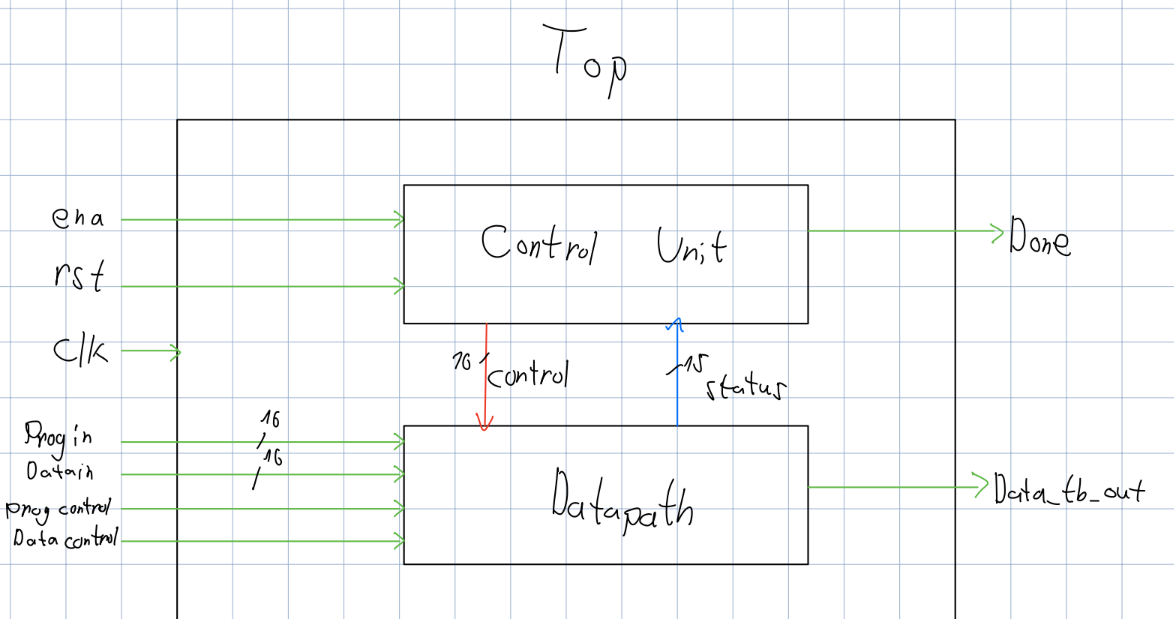 Top
ena
Control Unit
Done
rst
Clk
16
control
15
status
16
Prog in
16
Datain
Datapath
Data_tb_out
prog control
Data control